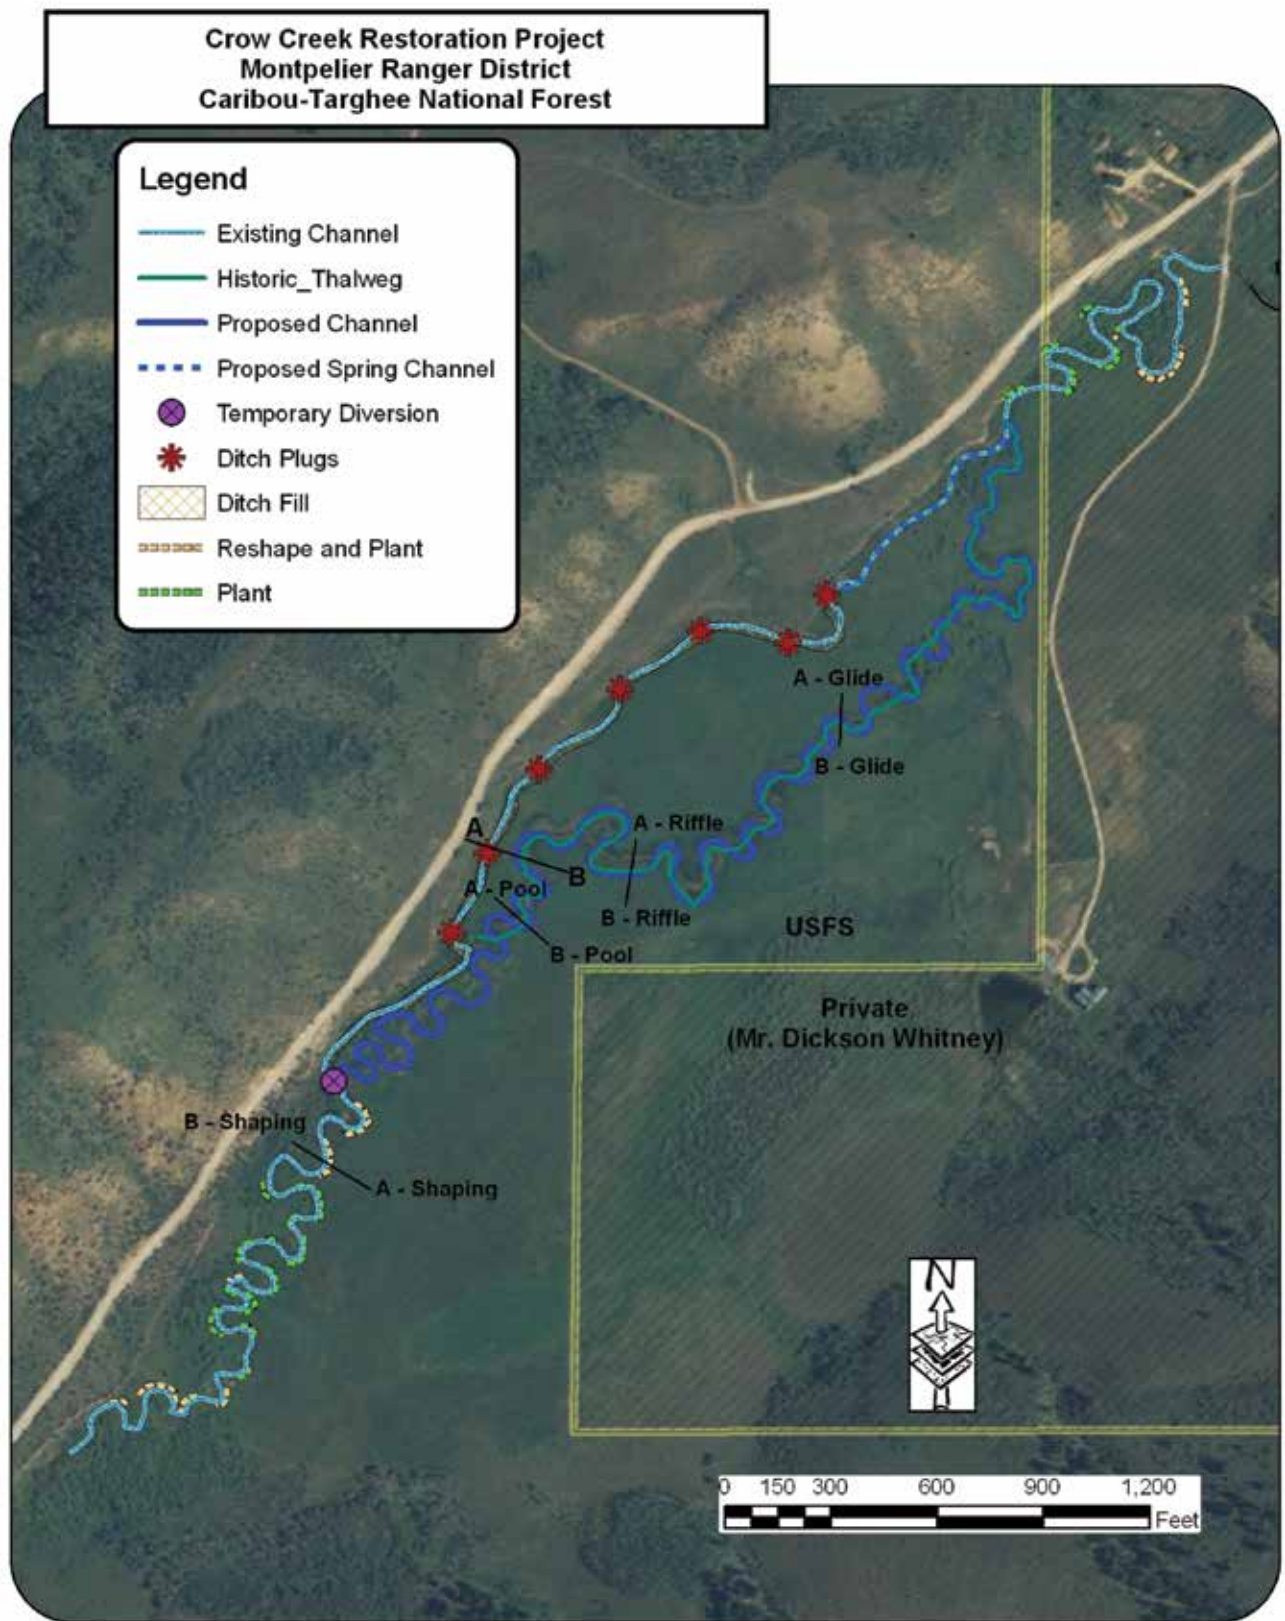 Crow Creek Restoration Project
Montpelier Ranger District
Caribou-Targhee National Forest
Legend
Existing Channel
Historic_Thalweg
Proposed Channel
Proposed Spring Channel
Temporary Diversion
Ditch Plugs
Ditch Fill
Reshape and Plant
Plant
A - Glide
B - Glide
A
A - Riffle
B
A - Pool
B - Riffle
B - Pool
USFS
Private
(Mr. Dickson Whitney)
B - Shaping
A - Shaping
N
0 150 300 600 900 1,200
Feet